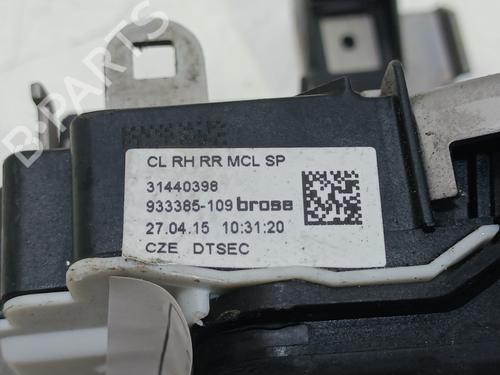 CL RH RR MCL SP
31440398
933385-109 brose
27.04.15 10:31:20
CZE DTSEC
B-PARTS